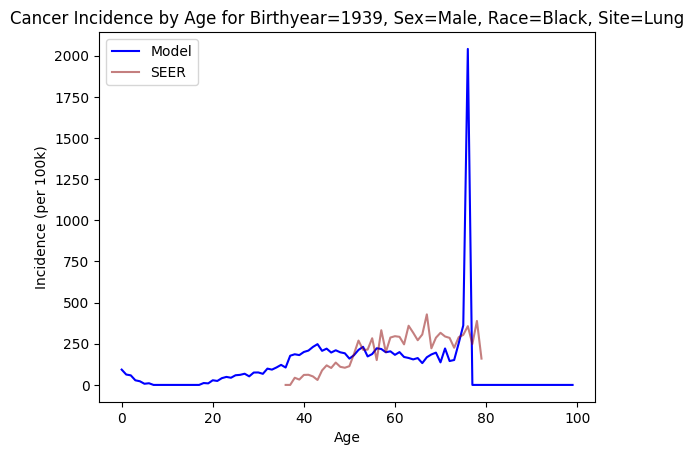 Cancer Incidence by Age for Birthyear=1939, Sex=Male, Race=Black, Site=Lung
Model
SEER
2000
1750
1500
1250
1000
750
500
250
0
Incidence (per 100k)
0 20 40 60 80 100
Age